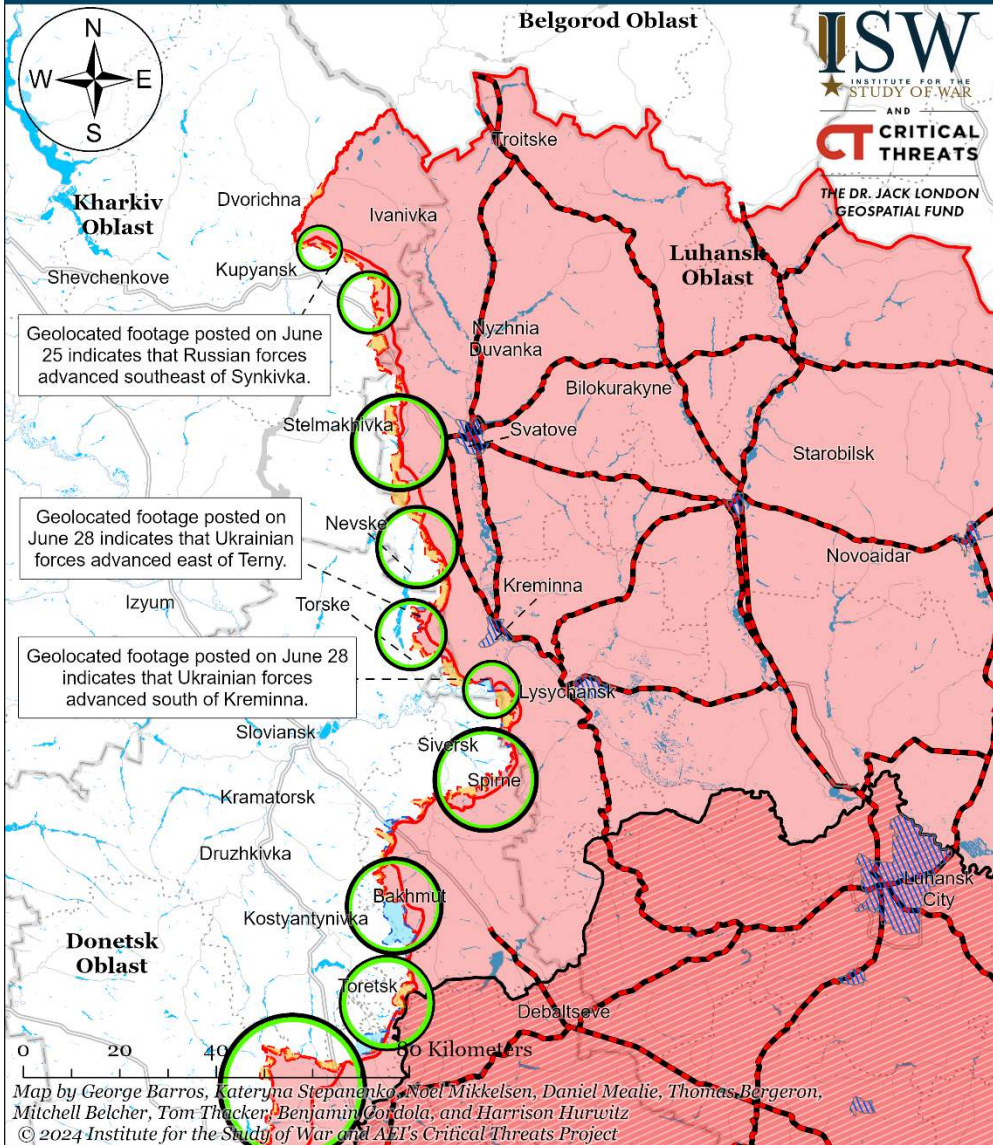 Belgorod Oblast
N
W
E
S
ISW
INSTITUTE FOR THE
STUDY OF WAR
AND
CT CRITICAL
THREATS
THE DR. JACK LONDON
GEOSPATIAL FUND
Troitske
Dvorichna
Kharkiv
Oblast
Ivanivka
Shevchenkove
Kupyansk
Luhansk
Oblast
Geolocated footage posted on June
25 indicates that Russian forces
advanced southeast of Synkivka.
Nyzhnia
Duvanka
Bilokurakyne
Stelmakhivka
Svatove
Starobilsk
Geolocated footage posted on
June 28 indicates that Ukrainian
forces advanced east of Terny.
Nevske
Novoaidar
Izyum
Torske
Kreminna
Geolocated footage posted on June 28
indicates that Ukrainian forces
advanced south of Kreminna.
Lysychansk
Sloviansk
Siversk
Spirne
Kramatorsk
Druzhkivka
Bakhmut
Luhansk
City
Kostyantynivka
Donetsk
Oblast
Toretsk
Debaltseve
0 20 40 80 Kilometers
Map by George Barros, Kateryna Stepanenko, Noel Mikkelsen, Daniel Mealie, Thomas Bergeron,
Mitchell Belcher, Tom Thacker, Benjamin Cordola, and Harrison Hurwitz
© 2024 Institute for the Study of War and AEI's Critical Threats Project